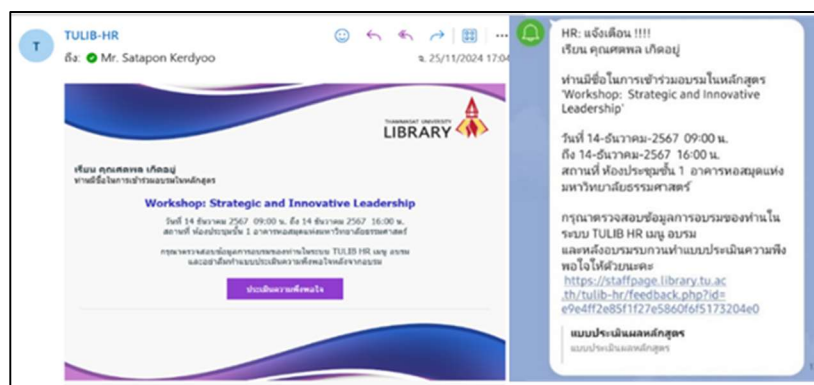 T
TULIB-HR
ถึง: Mr. Satapon Kerdyoo
จ. 25/11/2024 17:04
THAMMASAT UNIVERSITY
LIBRARY
เรียน คุณศตพล เกิดอยู่
ท่านมีชื่อในการเข้าร่วมอบรมในหลักสูตร
Workshop: Strategic and Innovative Leadership
วันที่ 14 ธันวาคม 2567 09:00 น. ถึง 14 ธันวาคม 2567 16:00 น.
สถานที่ ห้องประชุมชั้น 1 อาคารหอสมุดแห่งมหาวิทยาลัยธรรมศาสตร์
กรุณาตรวจสอบข้อมูลการอบรมของท่านในระบบ TULIB HR เมนู อบรม
และอย่าลืมทำแบบประเมินความพึงพอใจหลังจากอบรม
ประเมินความพึงพอใจ
HR: แจ้งเตือน !!!!
เรียน คุณศตพล เกิดอยู่
ท่านมีชื่อในการเข้าร่วมอบรมในหลักสูตร
'Workshop: Strategic and Innovative
Leadership'
วันที่ 14-ธันวาคม-2567 09:00 น.
ถึง 14-ธันวาคม-2567 16:00 น.
สถานที่ ห้องประชุมชั้น 1 อาคารหอสมุดแห่ง
มหาวิทยาลัยธรรมศาสตร์
กรุณาตรวจสอบข้อมูลการอบรมของท่านใน
ระบบ TULIB HR เมนู อบรม
และหลังอบรมรบกวนทำแบบประเมินความพึง
พอใจให้ด้วยนะคะ
https://staffpage.library.tu.ac
.th/tulib-hr/feedback.php?id=
e9e4ff2e85f1f27e5860f6f5173204e0
แบบประเมินผลหลักสูตร
แบบประเมินผลหลักสูตร